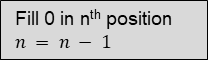 Fill 0 in nᵗʰ position
n = n − 1